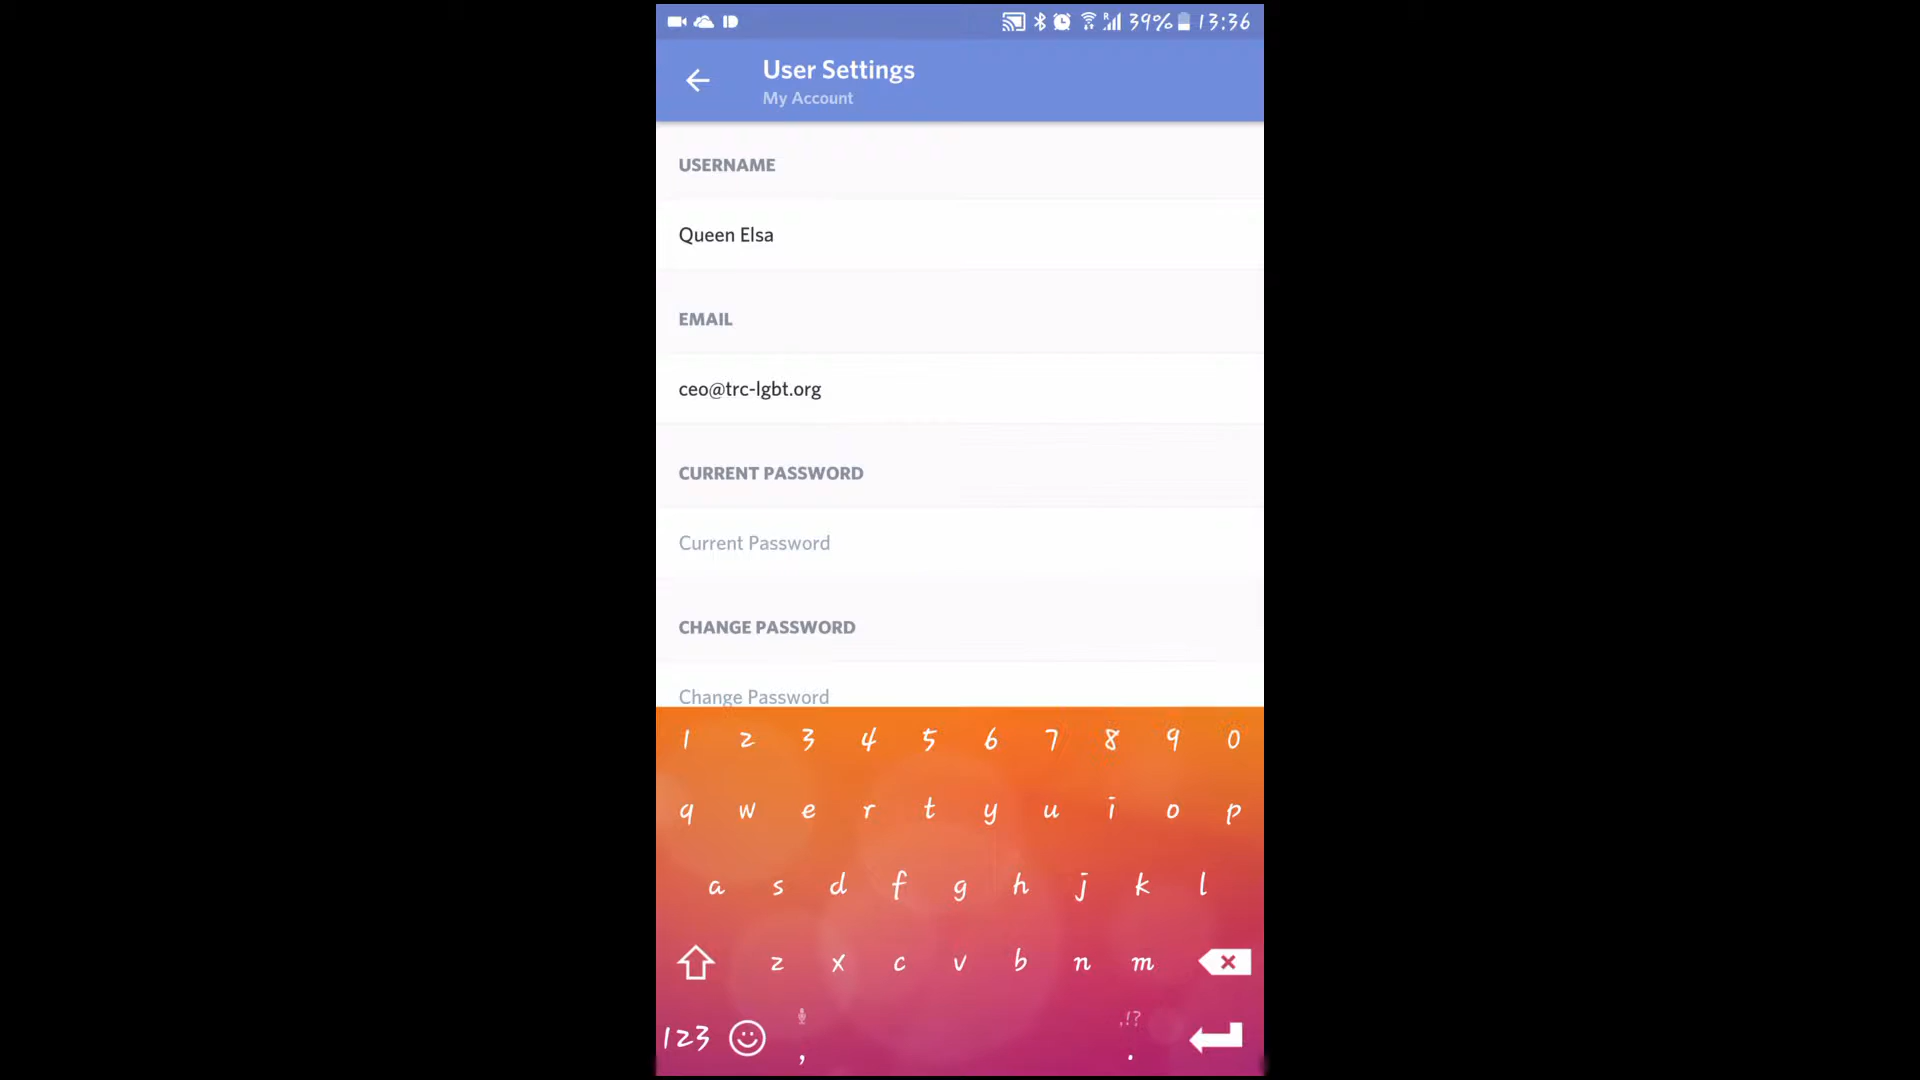 39% 13:36
User Settings
My Account
USERNAME
Queen Elsa
EMAIL
ceo@trc-lgbt.org
CURRENT PASSWORD
Current Password
CHANGE PASSWORD
Change Password
1 2 3 4 5 6 7 8 9 0
q w e r t y u i o p
a s d f g h j k l
z x c v b n m
,!?
123 , .